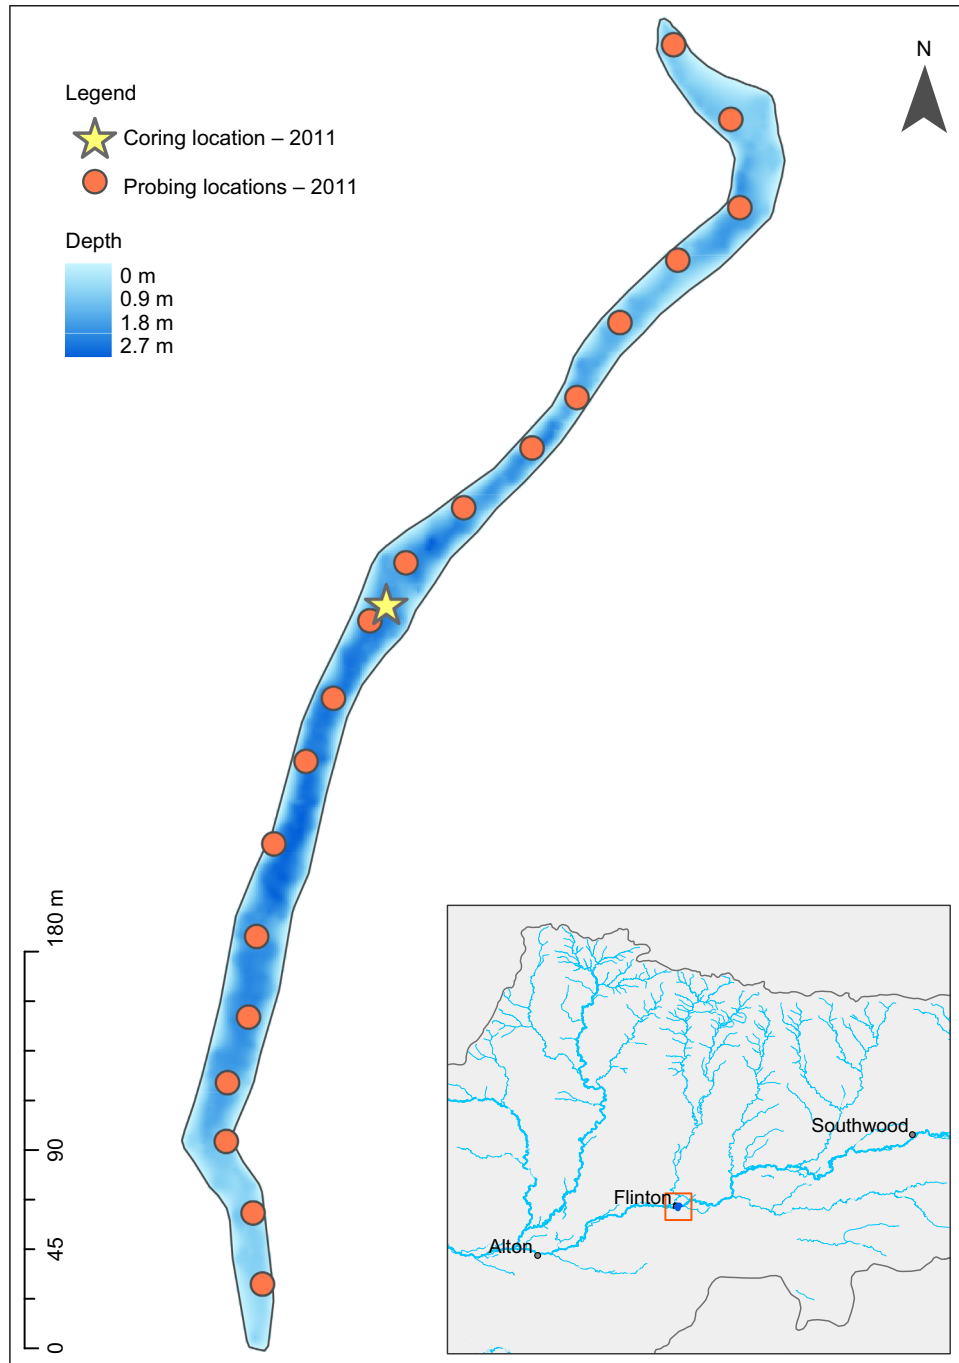 N
Legend
Coring location – 2011
Probing locations – 2011
Depth
0 m
0.9 m
1.8 m
2.7 m
180 m
90
45
0
Southwood
Flinton
Alton